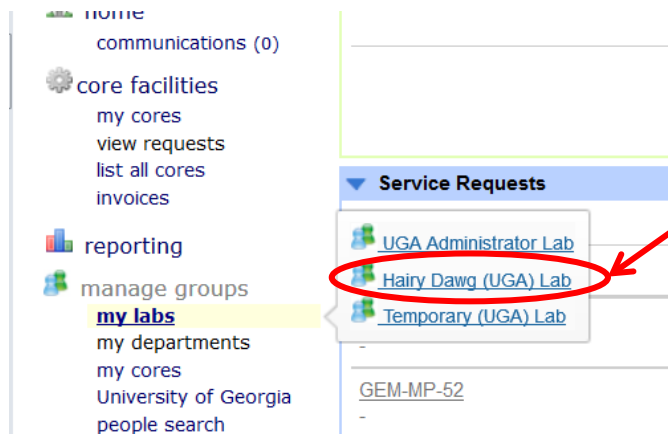 home
communications (0)
core facilities
my cores
view requests
list all cores
invoices
reporting
manage groups
my labs
my departments
my cores
University of Georgia
people search
Service Requests
UGA Administrator Lab
Hairy Dawg (UGA) Lab
Temporary (UGA) Lab
-
GEM-MP-52
-